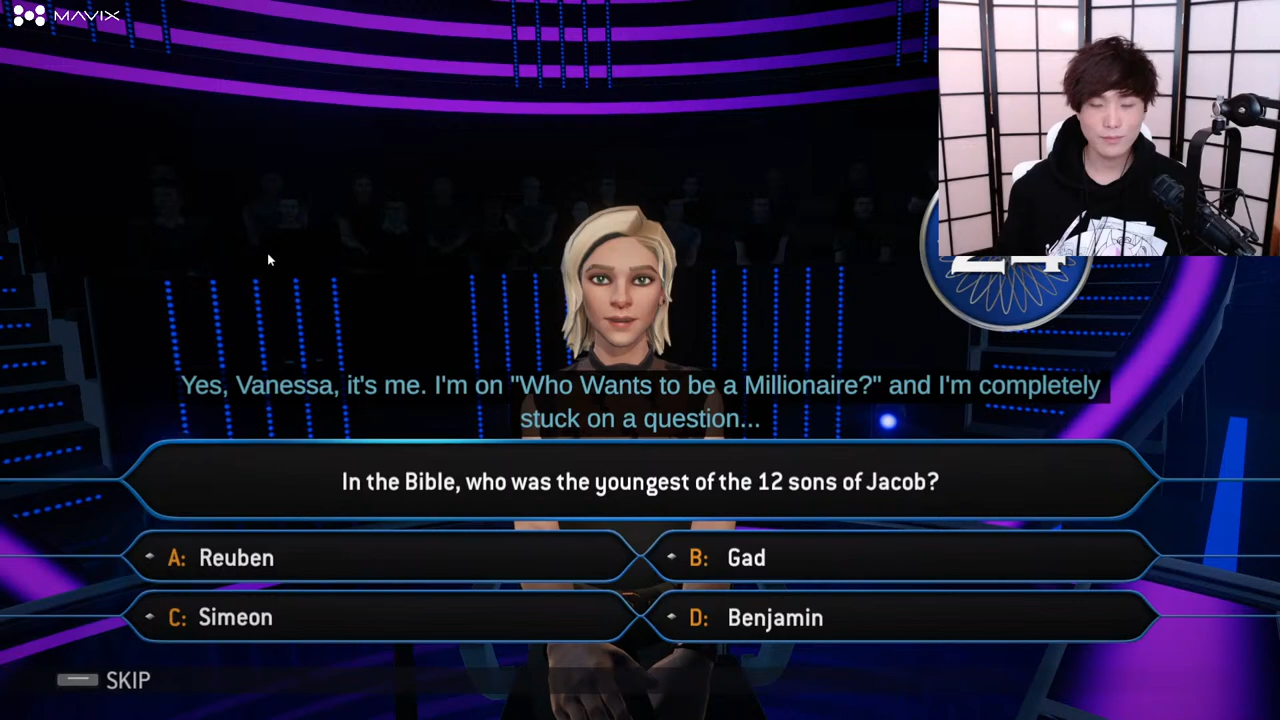 MAVIX
Yes, Vanessa, it's me. I'm on "Who Wants to be a Millionaire?" and I'm completely
stuck on a question...
In the Bible, who was the youngest of the 12 sons of Jacob?
A: Reuben
B: Gad
C: Simeon
D: Benjamin
SKIP